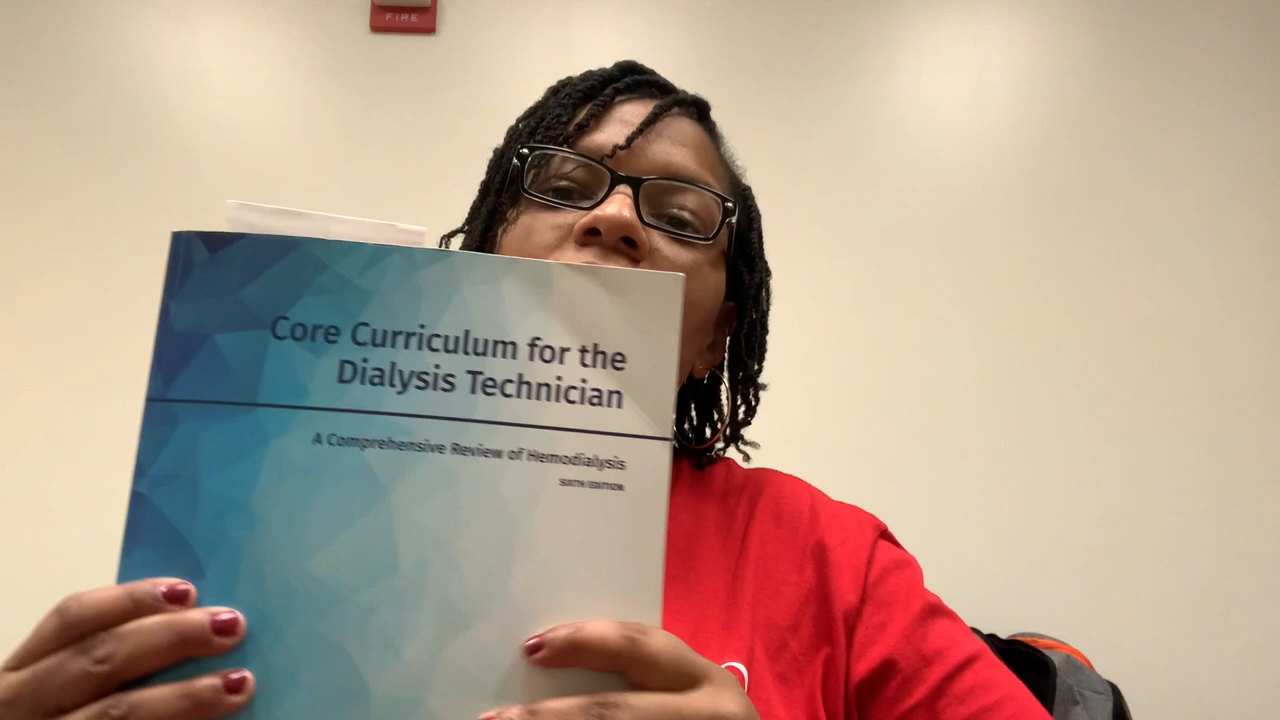 FIRE
Core Curriculum for the
Dialysis Technician
A Comprehensive Review of Hemodialysis
SIXTH EDITION